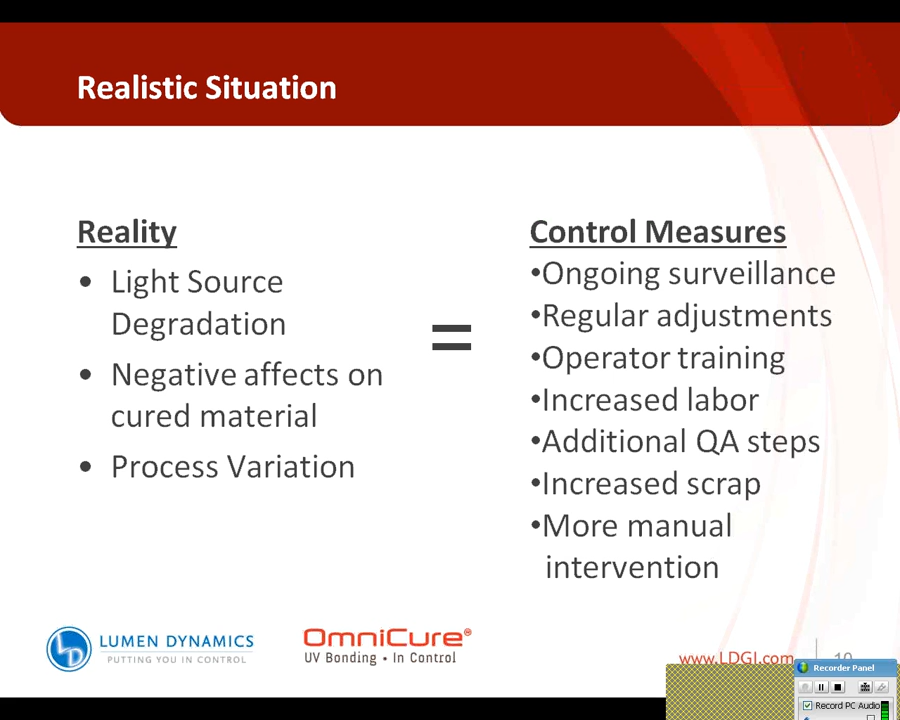 Realistic Situation
Reality
• Light Source
Degradation
• Negative affects on
cured material
• Process Variation
=
Control Measures
•Ongoing surveillance
•Regular adjustments
•Operator training
•Increased labor
•Additional QA steps
•Increased scrap
•More manual
intervention
LD LUMEN DYNAMICS
PUTTING YOU IN CONTROL
OmniCure®
UV Bonding • In Control
www.LDGI.com
Recorder Panel
Record PC Audio